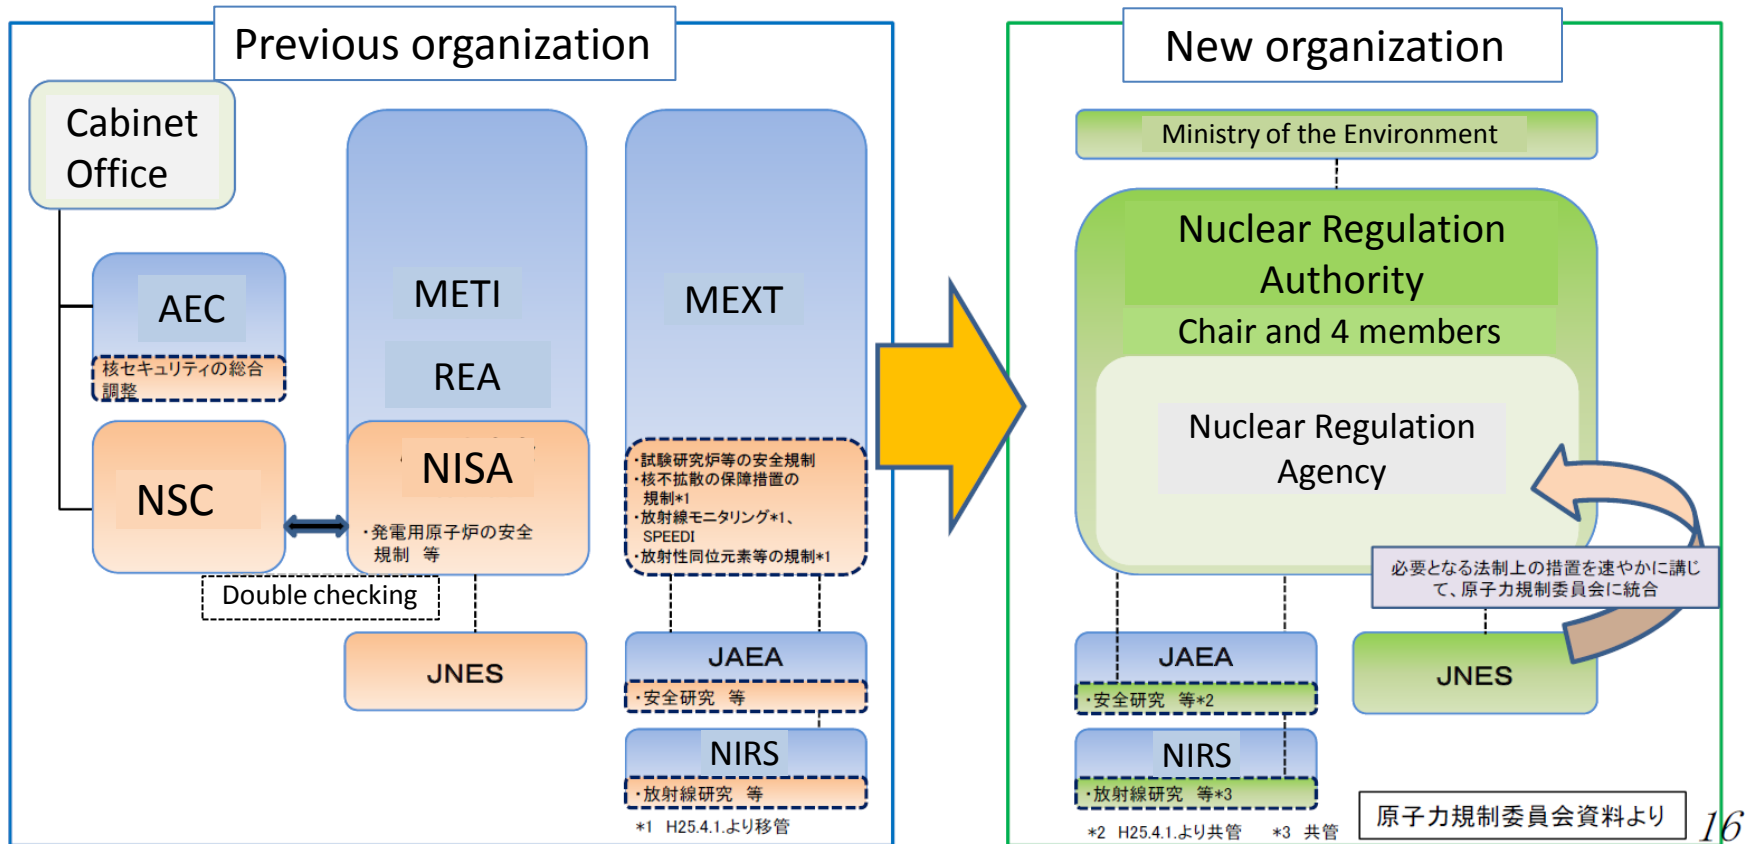 Previous organization
Cabinet
Office
AEC
核セキュリティの総合
調整
NSC
METI
REA
NISA
・発電用原子炉の安全
規制 等
Double checking
JNES
MEXT
・試験研究炉等の安全規制
・核不拡散の保障措置の
規制*1
・放射線モニタリング*1、
SPEEDI
・放射性同位元素等の規制*1
JAEA
・安全研究 等
NIRS
・放射線研究 等
*1 H25.4.1.より移管
New organization
Ministry of the Environment
Nuclear Regulation
Authority
Chair and 4 members
Nuclear Regulation
Agency
必要となる法制上の措置を速やかに講じ
て、原子力規制委員会に統合
JAEA
・安全研究 等*2
JNES
NIRS
・放射線研究 等*3
*2 H25.4.1.より共管 *3 共管
原子力規制委員会資料より
16